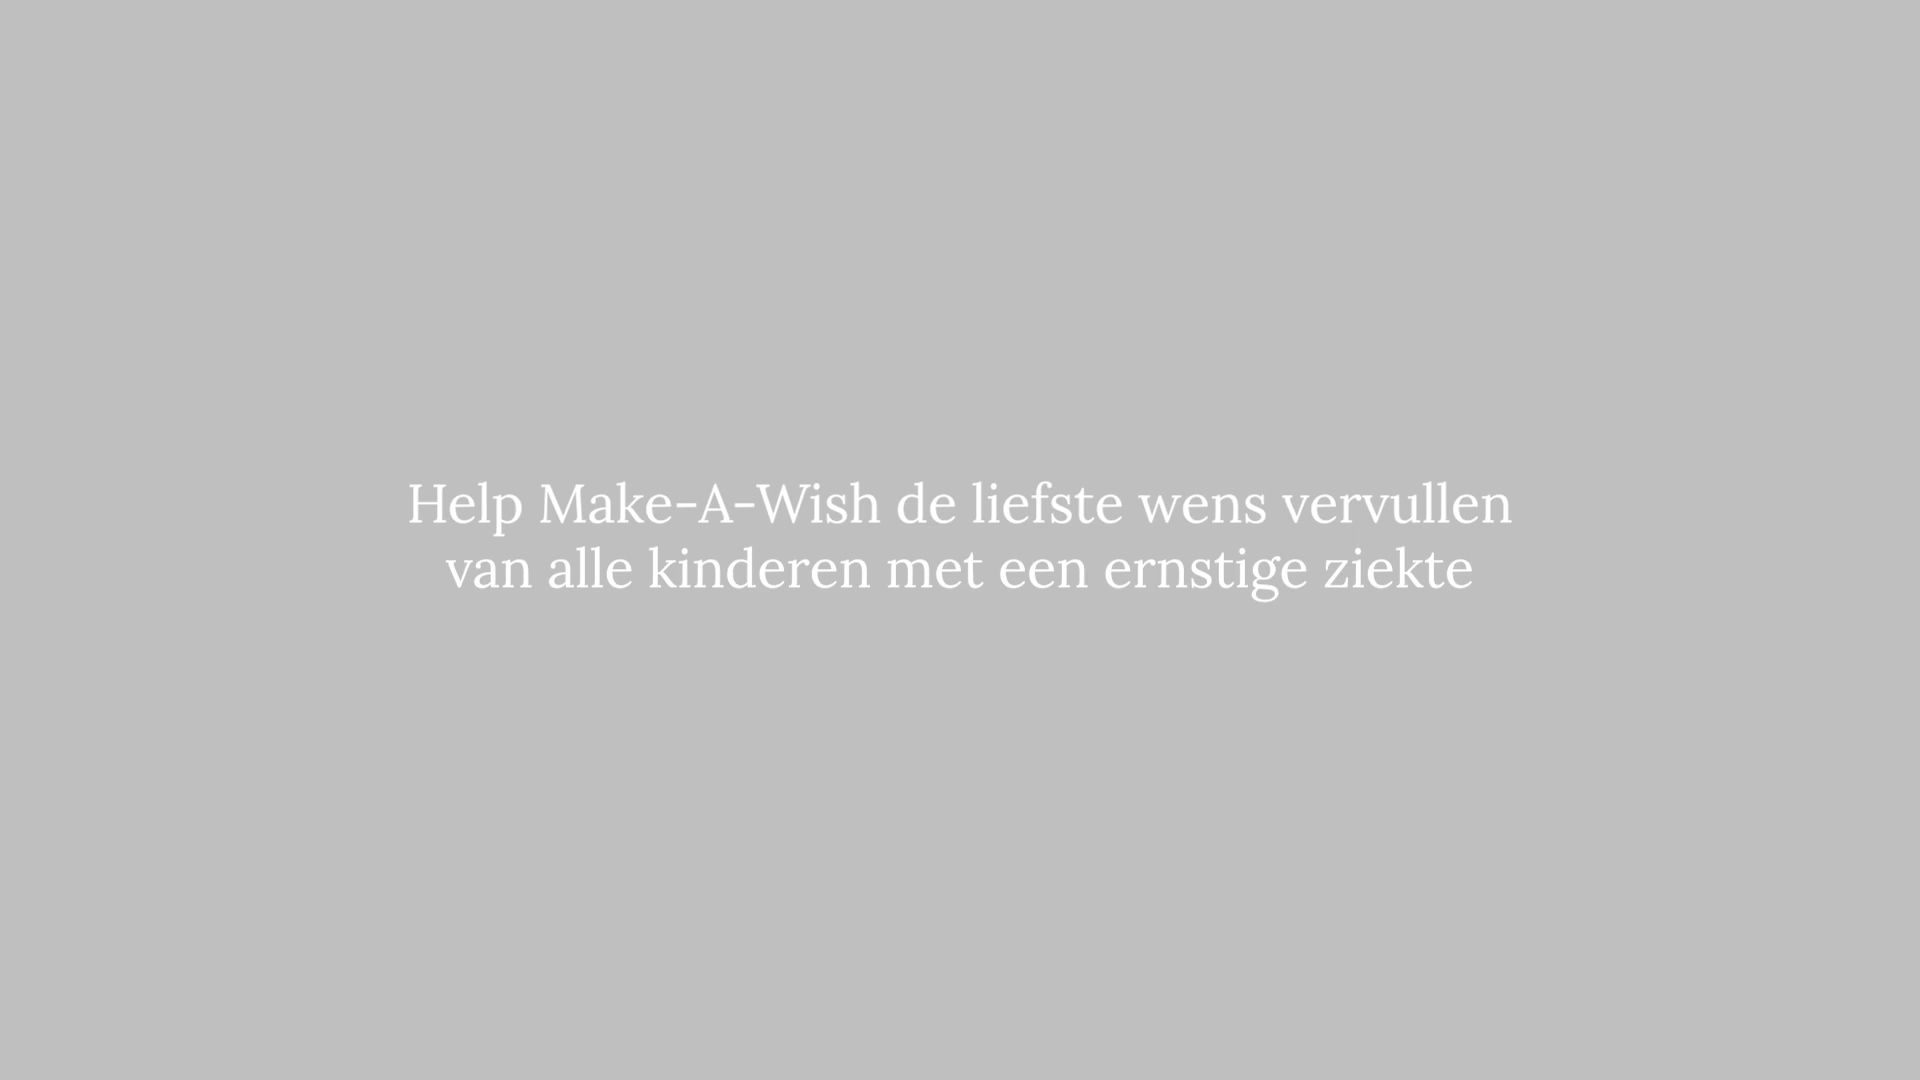 Help Make-A-Wish de liefste wens vervullen
van alle kinderen met een ernstige ziekte